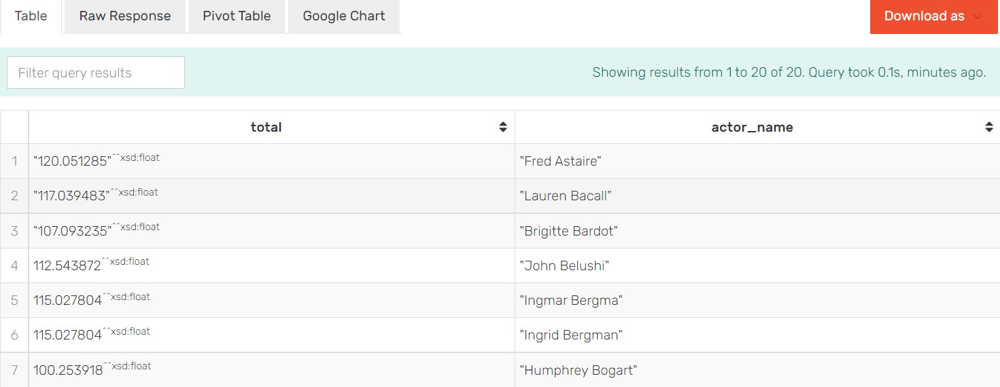 Table Raw Response Pivot Table Google Chart Download as
Filter query results Showing results from 1 to 20 of 20. Query took 0.1s, minutes ago.
total actor_name
1 "120.051285"^^xsd:float "Fred Astaire"
2 "117.039483"^^xsd:float "Lauren Bacall"
3 "107.093235"^^xsd:float "Brigitte Bardot"
4 112.543872^^xsd:float "John Belushi"
5 115.027804^^xsd:float "Ingmar Bergma"
6 115.027804^^xsd:float "Ingrid Bergman"
7 100.253918^^xsd:float "Humphrey Bogart"